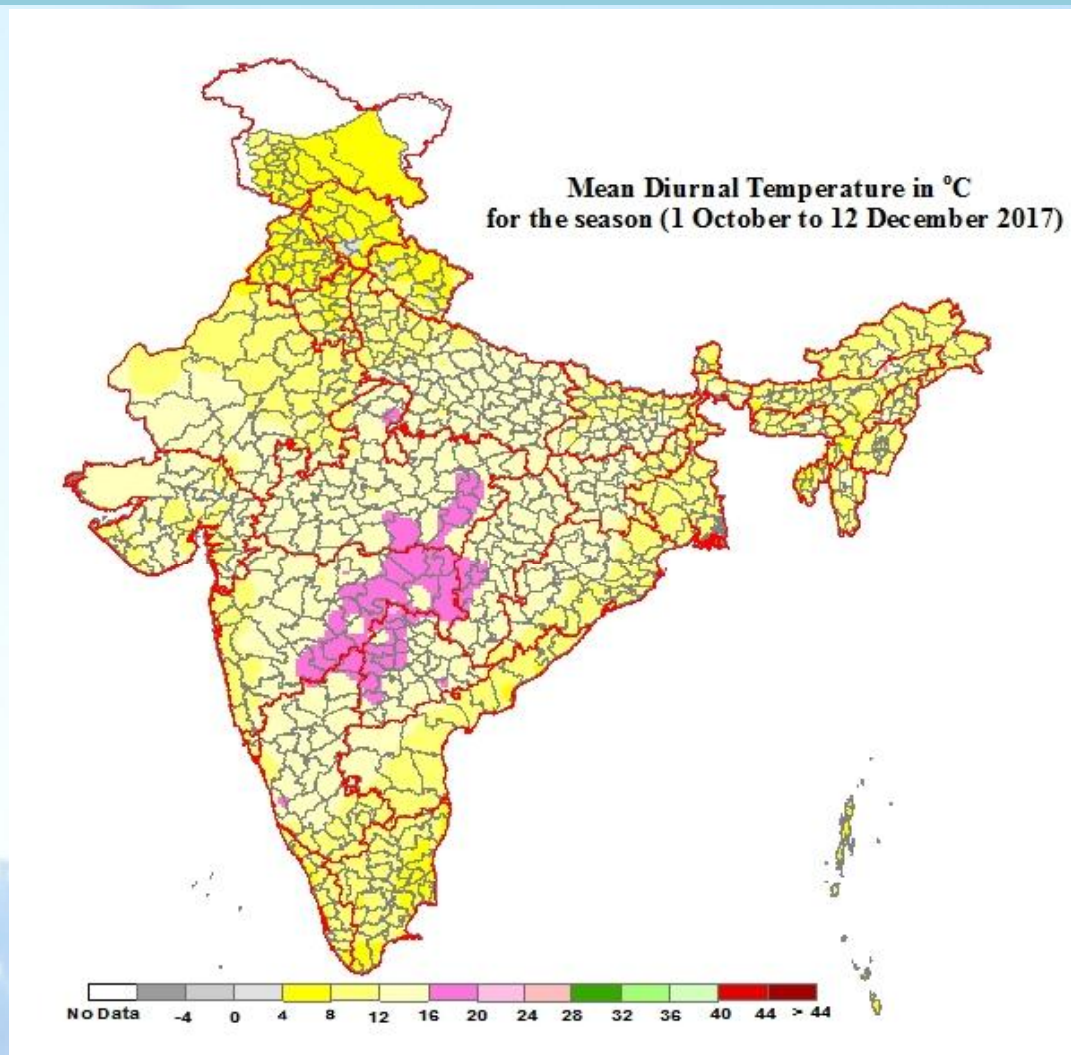 Mean Diurnal Temperature in °C
for the season (1 October to 12 December 2017)
No Data -4 0 4 8 12 16 20 24 28 32 36 40 44 > 44